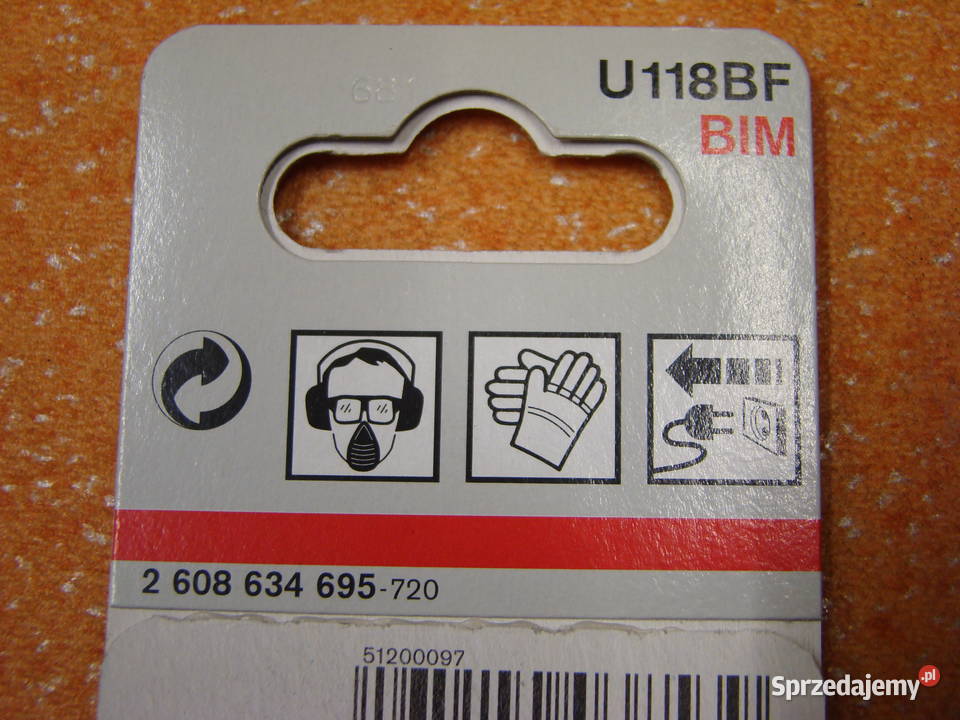 U118BF
BIM
2 608 634 695-720
51200097
Sprzedajemy.pl